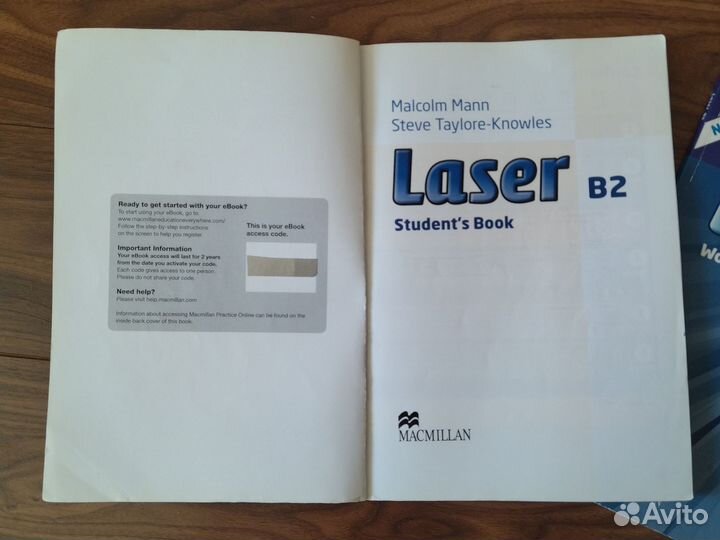 Ready to get started with your eBook?
To start using your eBook, go to:
www.macmillaneducationeverywhere.com/
Follow the step-by-step instructions
on the screen to help you register.
This is your eBook
access code.
Important Information
Your eBook access will last for 2 years
from the date you activate your code.
Each code gives access to one person.
Please do not share your code.
Need help?
Please visit help.macmillan.com
Information about accessing Macmillan Practice Online can be found on the
inside back cover of this book.
Malcolm Mann
Steve Taylore-Knowles
Laser B2
Student's Book
MACMILLAN
Avito